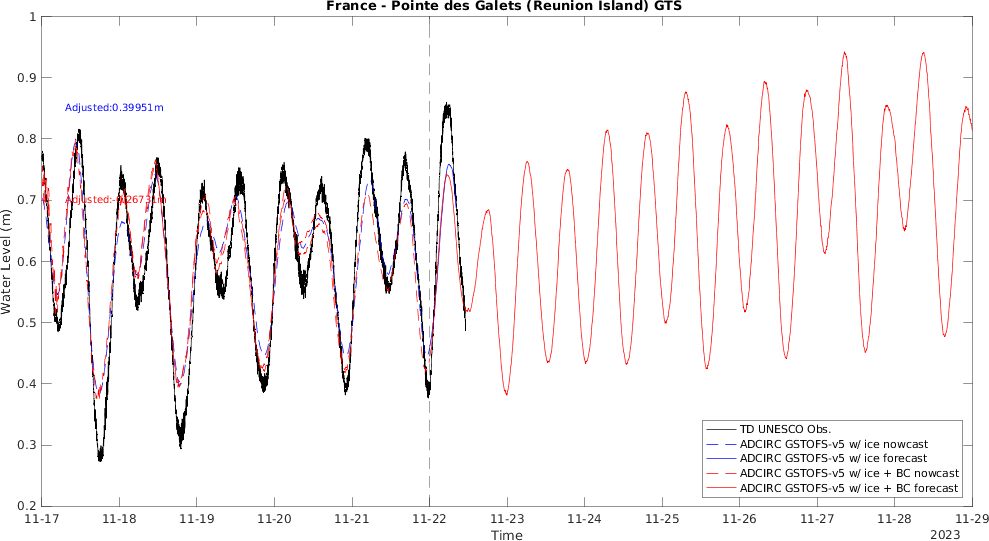 France - Pointe des Galets (Reunion Island) GTS
1
0.9
0.8
0.7
0.6
0.5
0.4
0.3
0.2
Water Level (m)
Adjusted:0.39951m
TD UNESCO Obs.
ADCIRC GSTOFS-v5 w/ ice nowcast
ADCIRC GSTOFS-v5 w/ ice forecast
ADCIRC GSTOFS-v5 w/ ice + BC nowcast
ADCIRC GSTOFS-v5 w/ ice + BC forecast
11-17 11-18 11-19 11-20 11-21 11-22 11-23 11-24 11-25 11-26 11-27 11-28 11-29
Time
2023